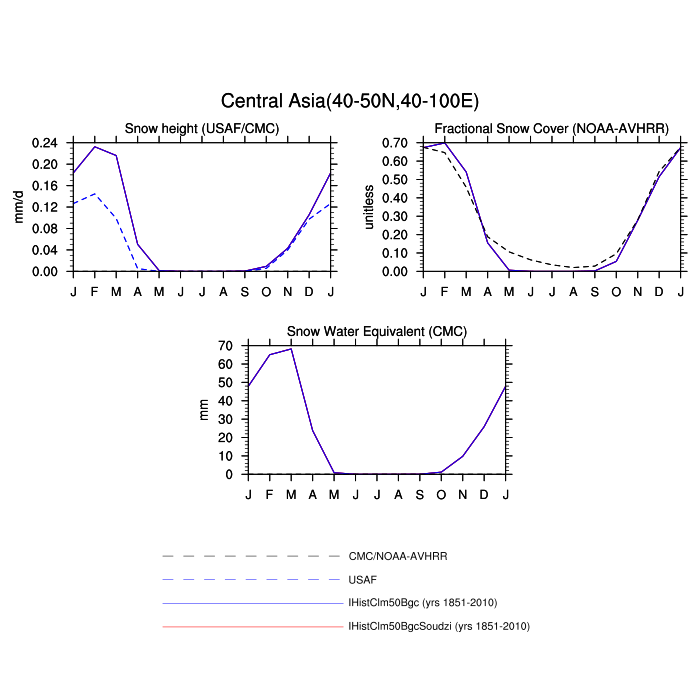 Central Asia(40-50N,40-100E)
Snow height (USAF/CMC)
Fractional Snow Cover (NOAA-AVHRR)
mm/d
0.24
0.20
0.16
0.12
0.08
0.04
0.00
J F M A M J J A S O N D J
unitless
0.70
0.60
0.50
0.40
0.30
0.20
0.10
0.00
J F M A M J J A S O N D J
Snow Water Equivalent (CMC)
mm
70
60
50
40
30
20
10
0
J F M A M J J A S O N D J
CMC/NOAA-AVHRR
USAF
IHistClm50Bgc (yrs 1851-2010)
IHistClm50BgcSoudzi (yrs 1851-2010)